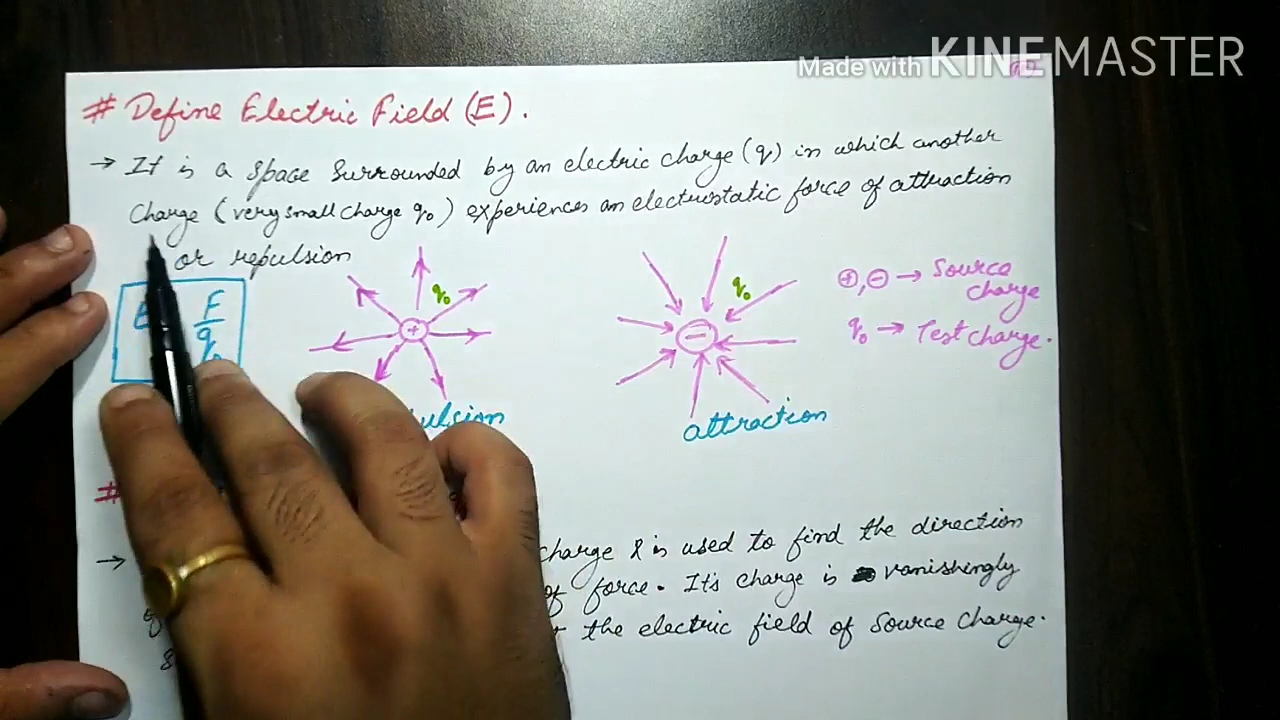 Made with KINEMASTER
# Define Electric Field (E).
→ It is a space surrounded by an electric charge (q) in which another
charge (very small charge q₀) experiences an electrostatic force of attraction
or repulsion
E F
q₀
q₀
+
q₀
−
+, − → Source
charge
q₀ → Test charge.
attraction
#
→ charge & is used to find the direction
of force. It's charge is vanishingly
the electric field of source charge.